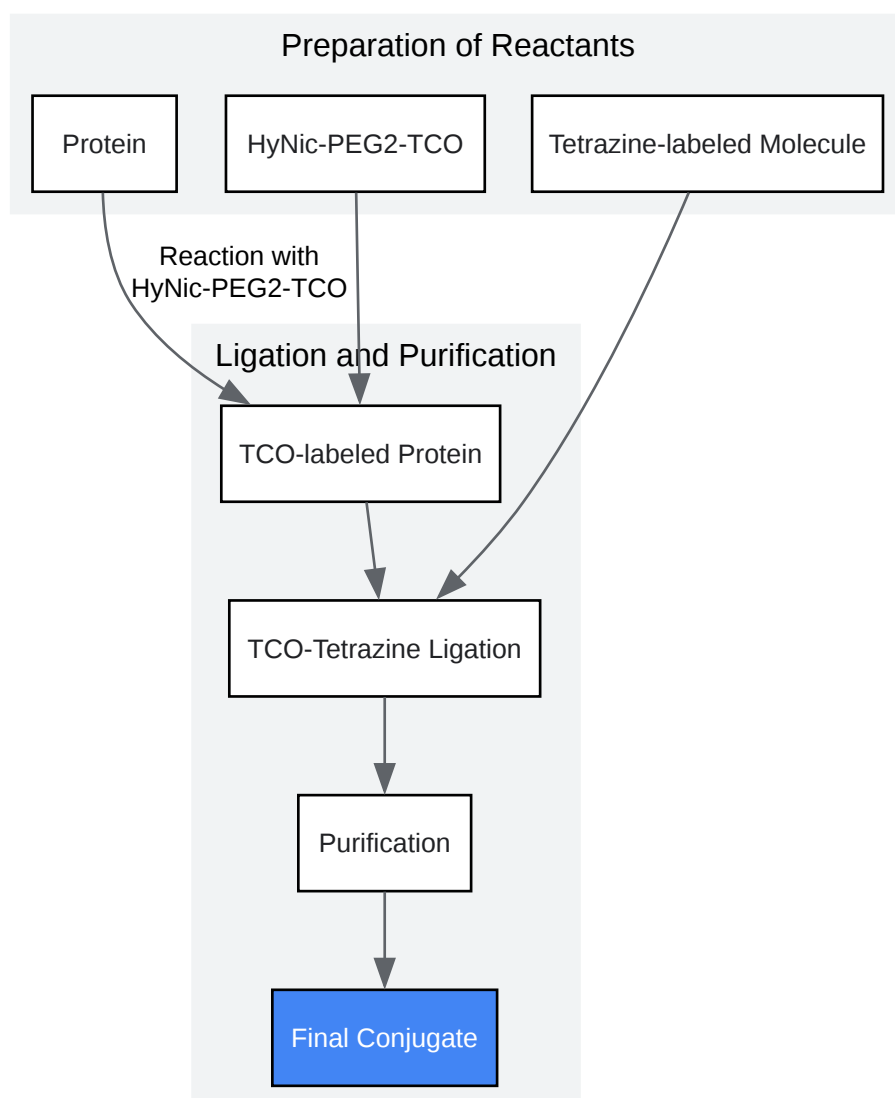 Preparation of Reactants
Protein
HyNic-PEG2-TCO
Tetrazine-labeled Molecule
Reaction with
HyNic-PEG2-TCO
Ligation and Purification
TCO-labeled Protein
TCO-Tetrazine Ligation
Purification
Final Conjugate